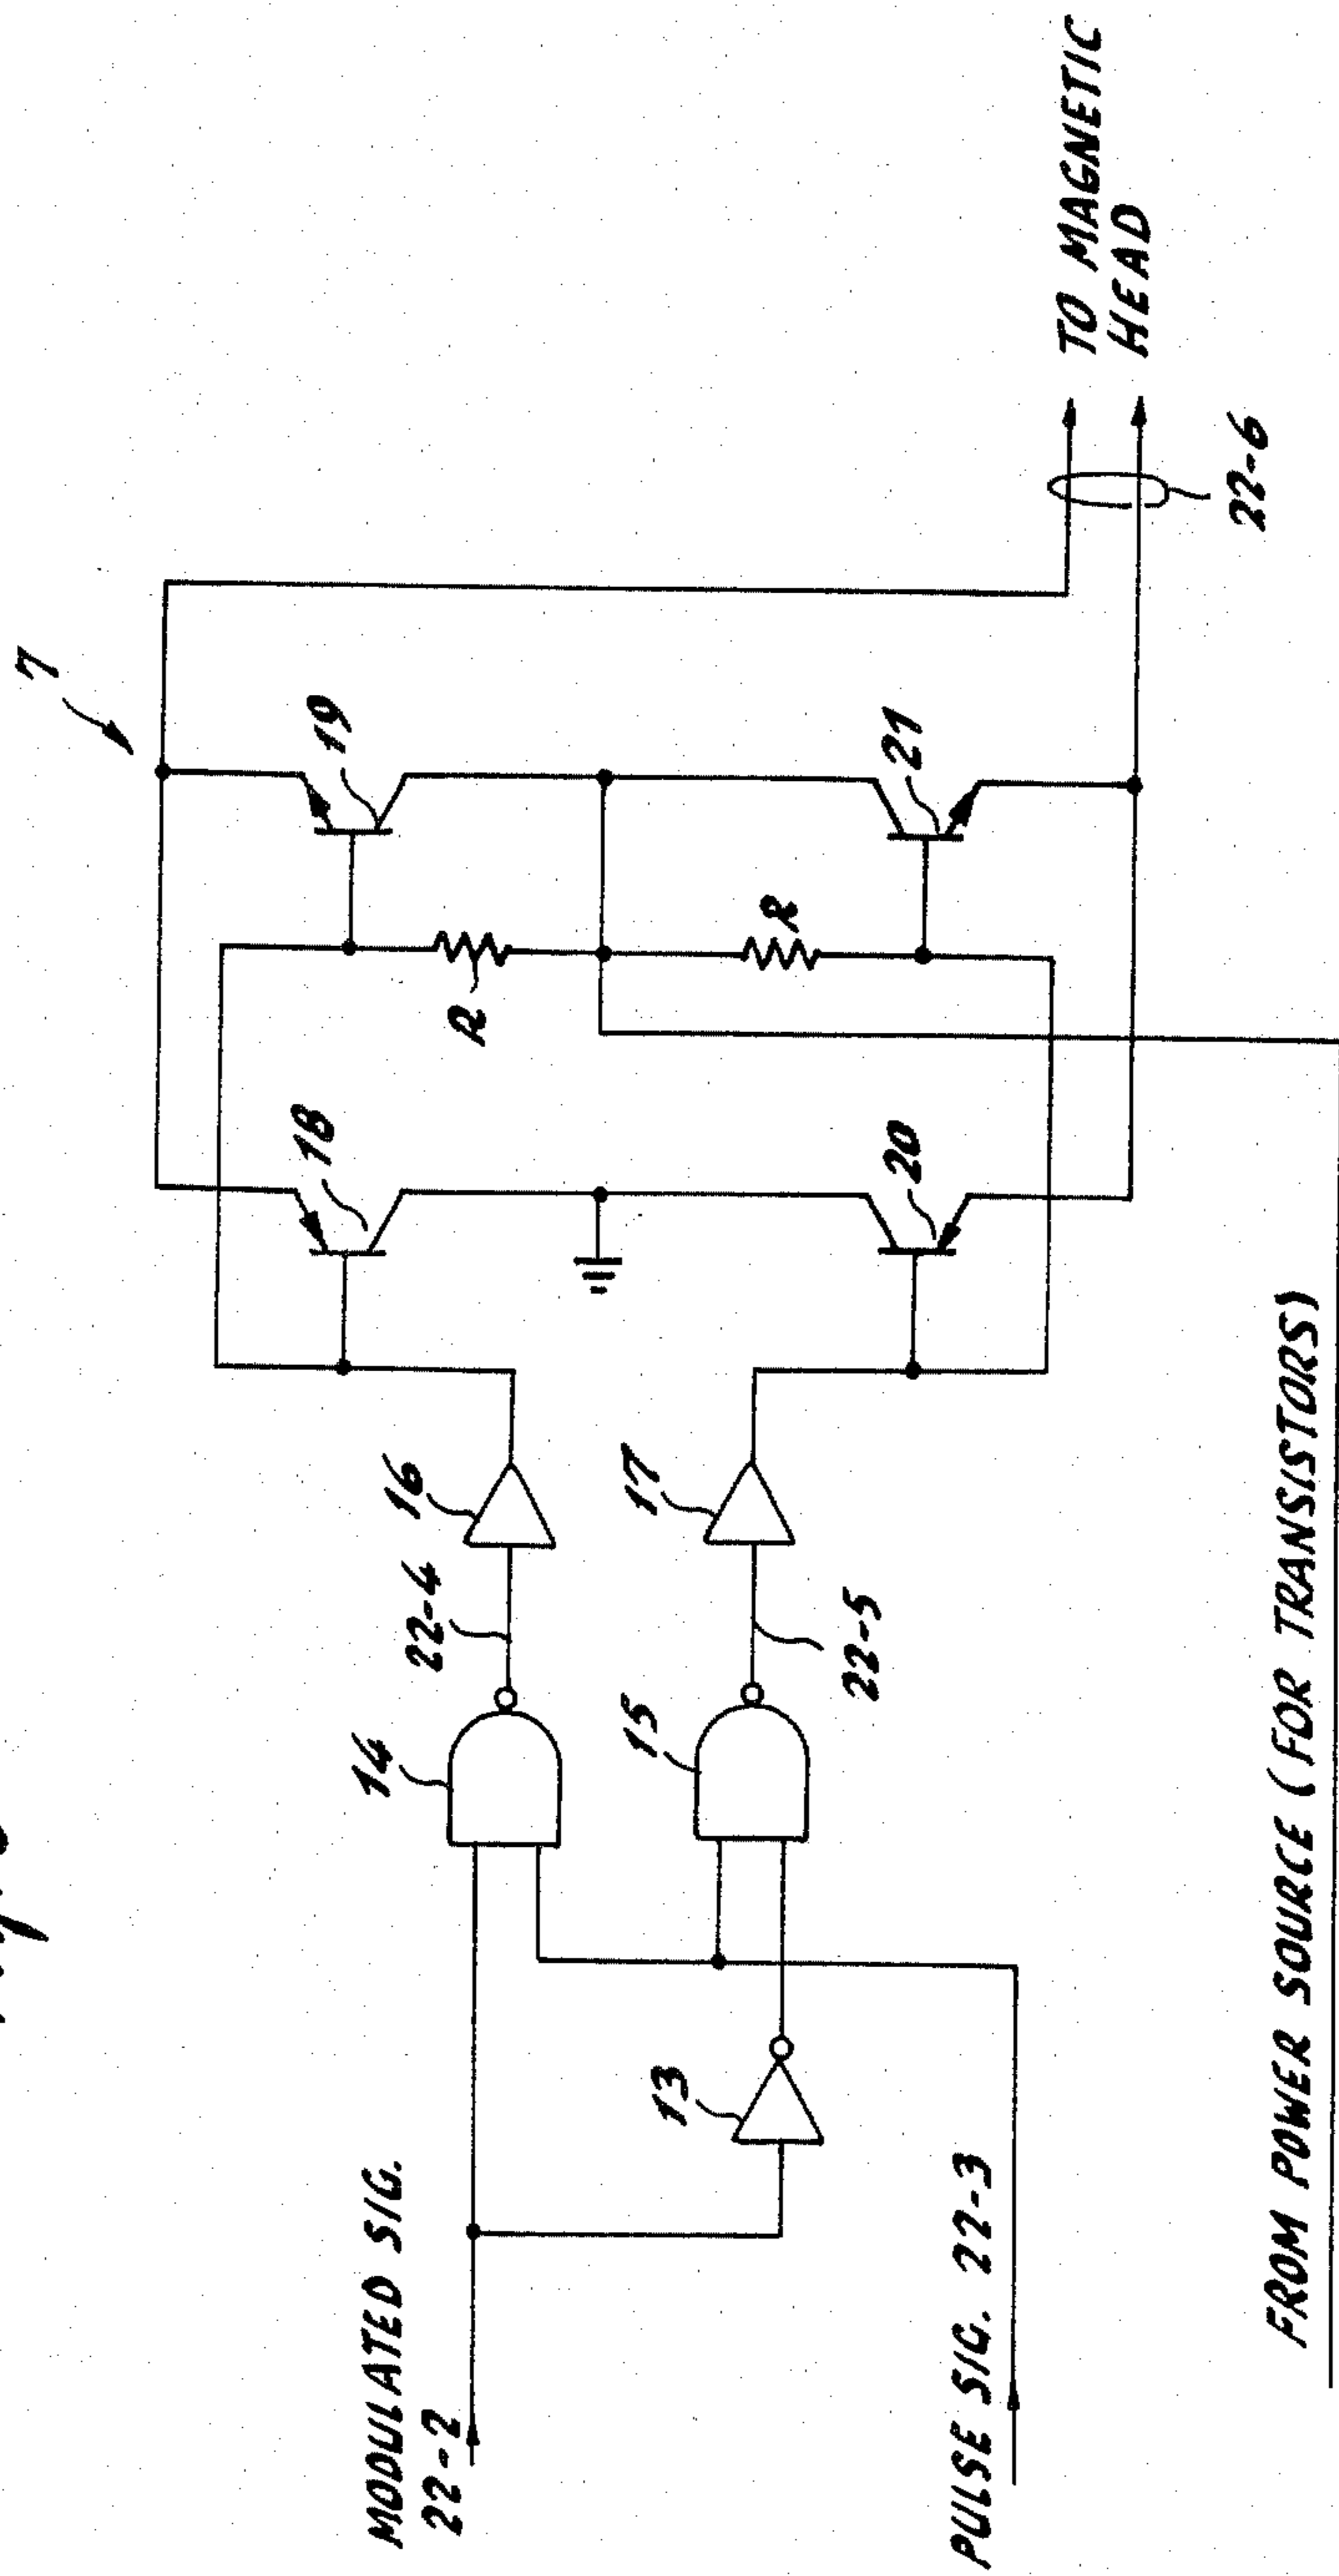 7
MODULATED SIG.
22-2
14
22-4
16
18
19
R
TO MAGNETIC
HEAD
13
15
22-5
17
20
R
21
22-6
PULSE SIG. 22-3
FROM POWER SOURCE (FOR TRANSISTORS)